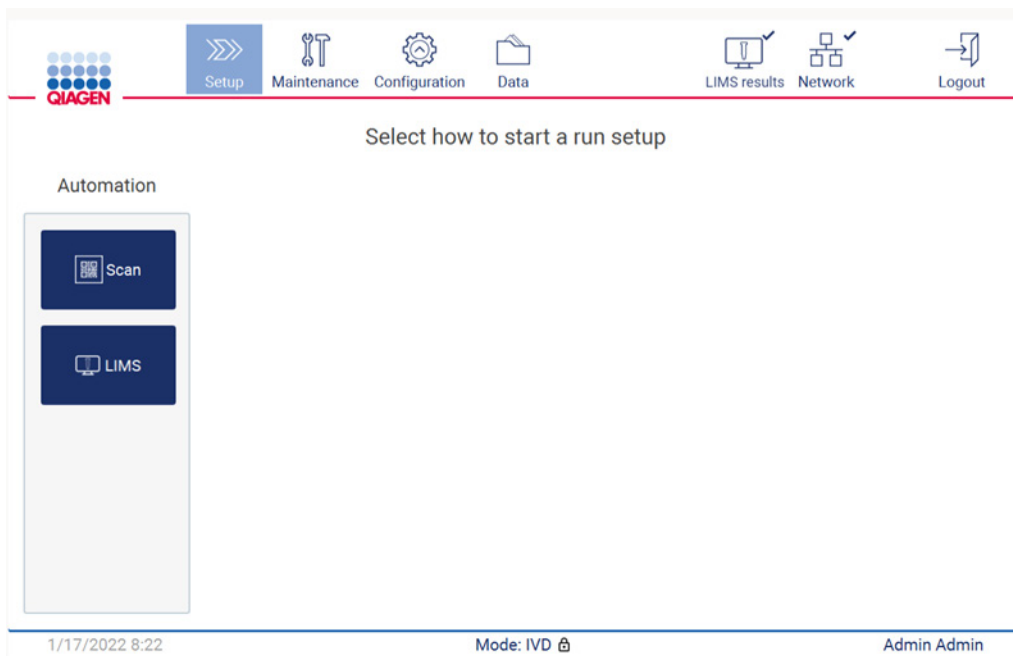 QIAGEN
Setup
Maintenance
Configuration
Data
LIMS results
Network
Logout
Select how to start a run setup
Automation
Scan
LIMS
1/17/2022 8:22
Mode: IVD
Admin Admin